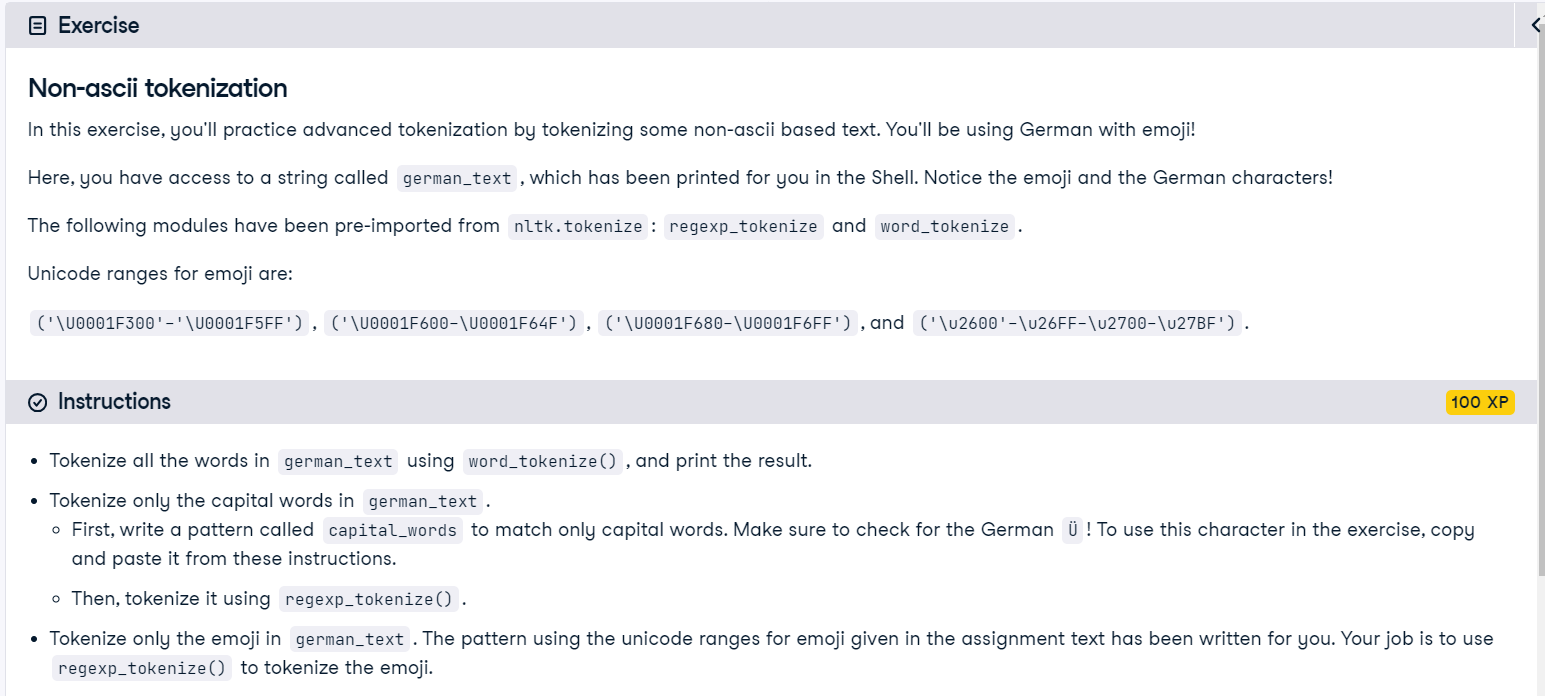 Exercise
Non-ascii tokenization
In this exercise, you'll practice advanced tokenization by tokenizing some non-ascii based text. You'll be using German with emoji!
Here, you have access to a string called german_text, which has been printed for you in the Shell. Notice the emoji and the German characters!
The following modules have been pre-imported from nltk.tokenize: regexp_tokenize and word_tokenize.
Unicode ranges for emoji are:
('\U0001F300'-'\U0001F5FF'), ('\U0001F600-\U0001F64F'), ('\U0001F680-\U0001F6FF'), and ('\u2600'-\u26FF-\u2700-\u27BF').
Instructions 100 XP
• Tokenize all the words in german_text using word_tokenize(), and print the result.
• Tokenize only the capital words in german_text.
◦ First, write a pattern called capital_words to match only capital words. Make sure to check for the German Ü! To use this character in the exercise, copy
and paste it from these instructions.
◦ Then, tokenize it using regexp_tokenize().
• Tokenize only the emoji in german_text. The pattern using the unicode ranges for emoji given in the assignment text has been written for you. Your job is to use
regexp_tokenize() to tokenize the emoji.